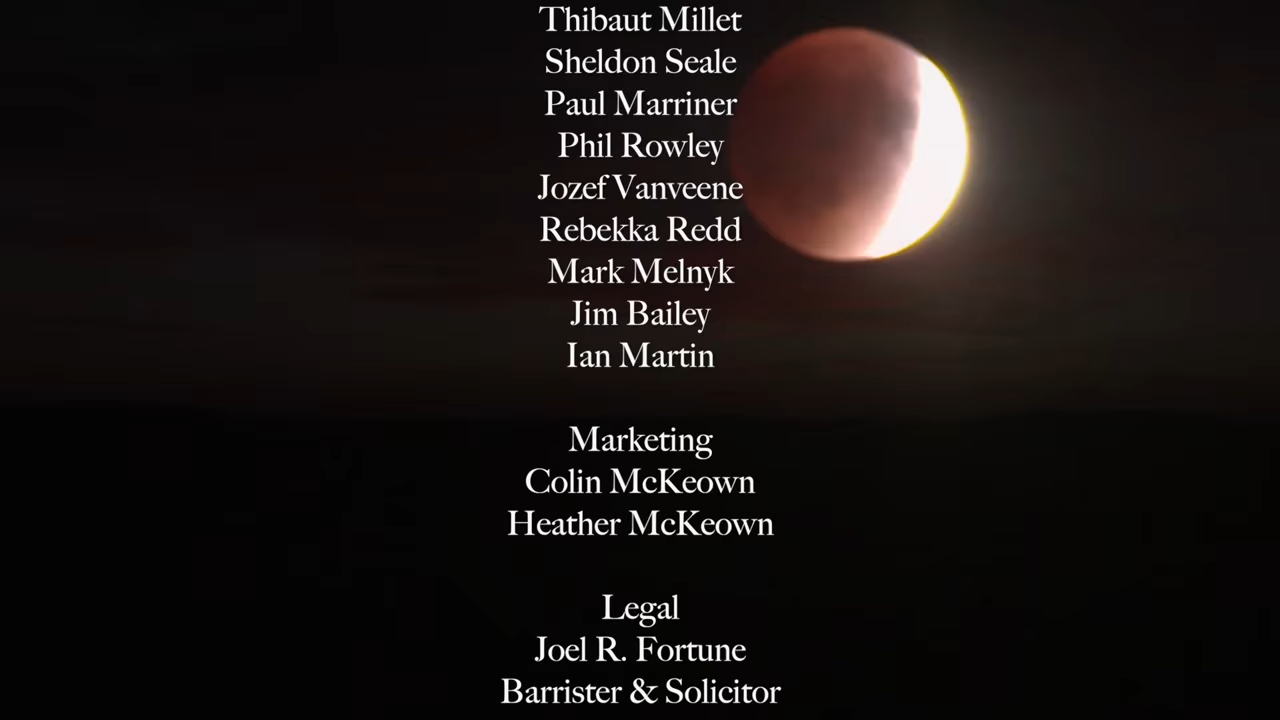 Thibaut Millet
Sheldon Seale
Paul Marriner
Phil Rowley
Jozef Vanveene
Rebekka Redd
Mark Melnyk
Jim Bailey
Ian Martin
Marketing
Colin McKeown
Heather McKeown
Legal
Joel R. Fortune
Barrister & Solicitor